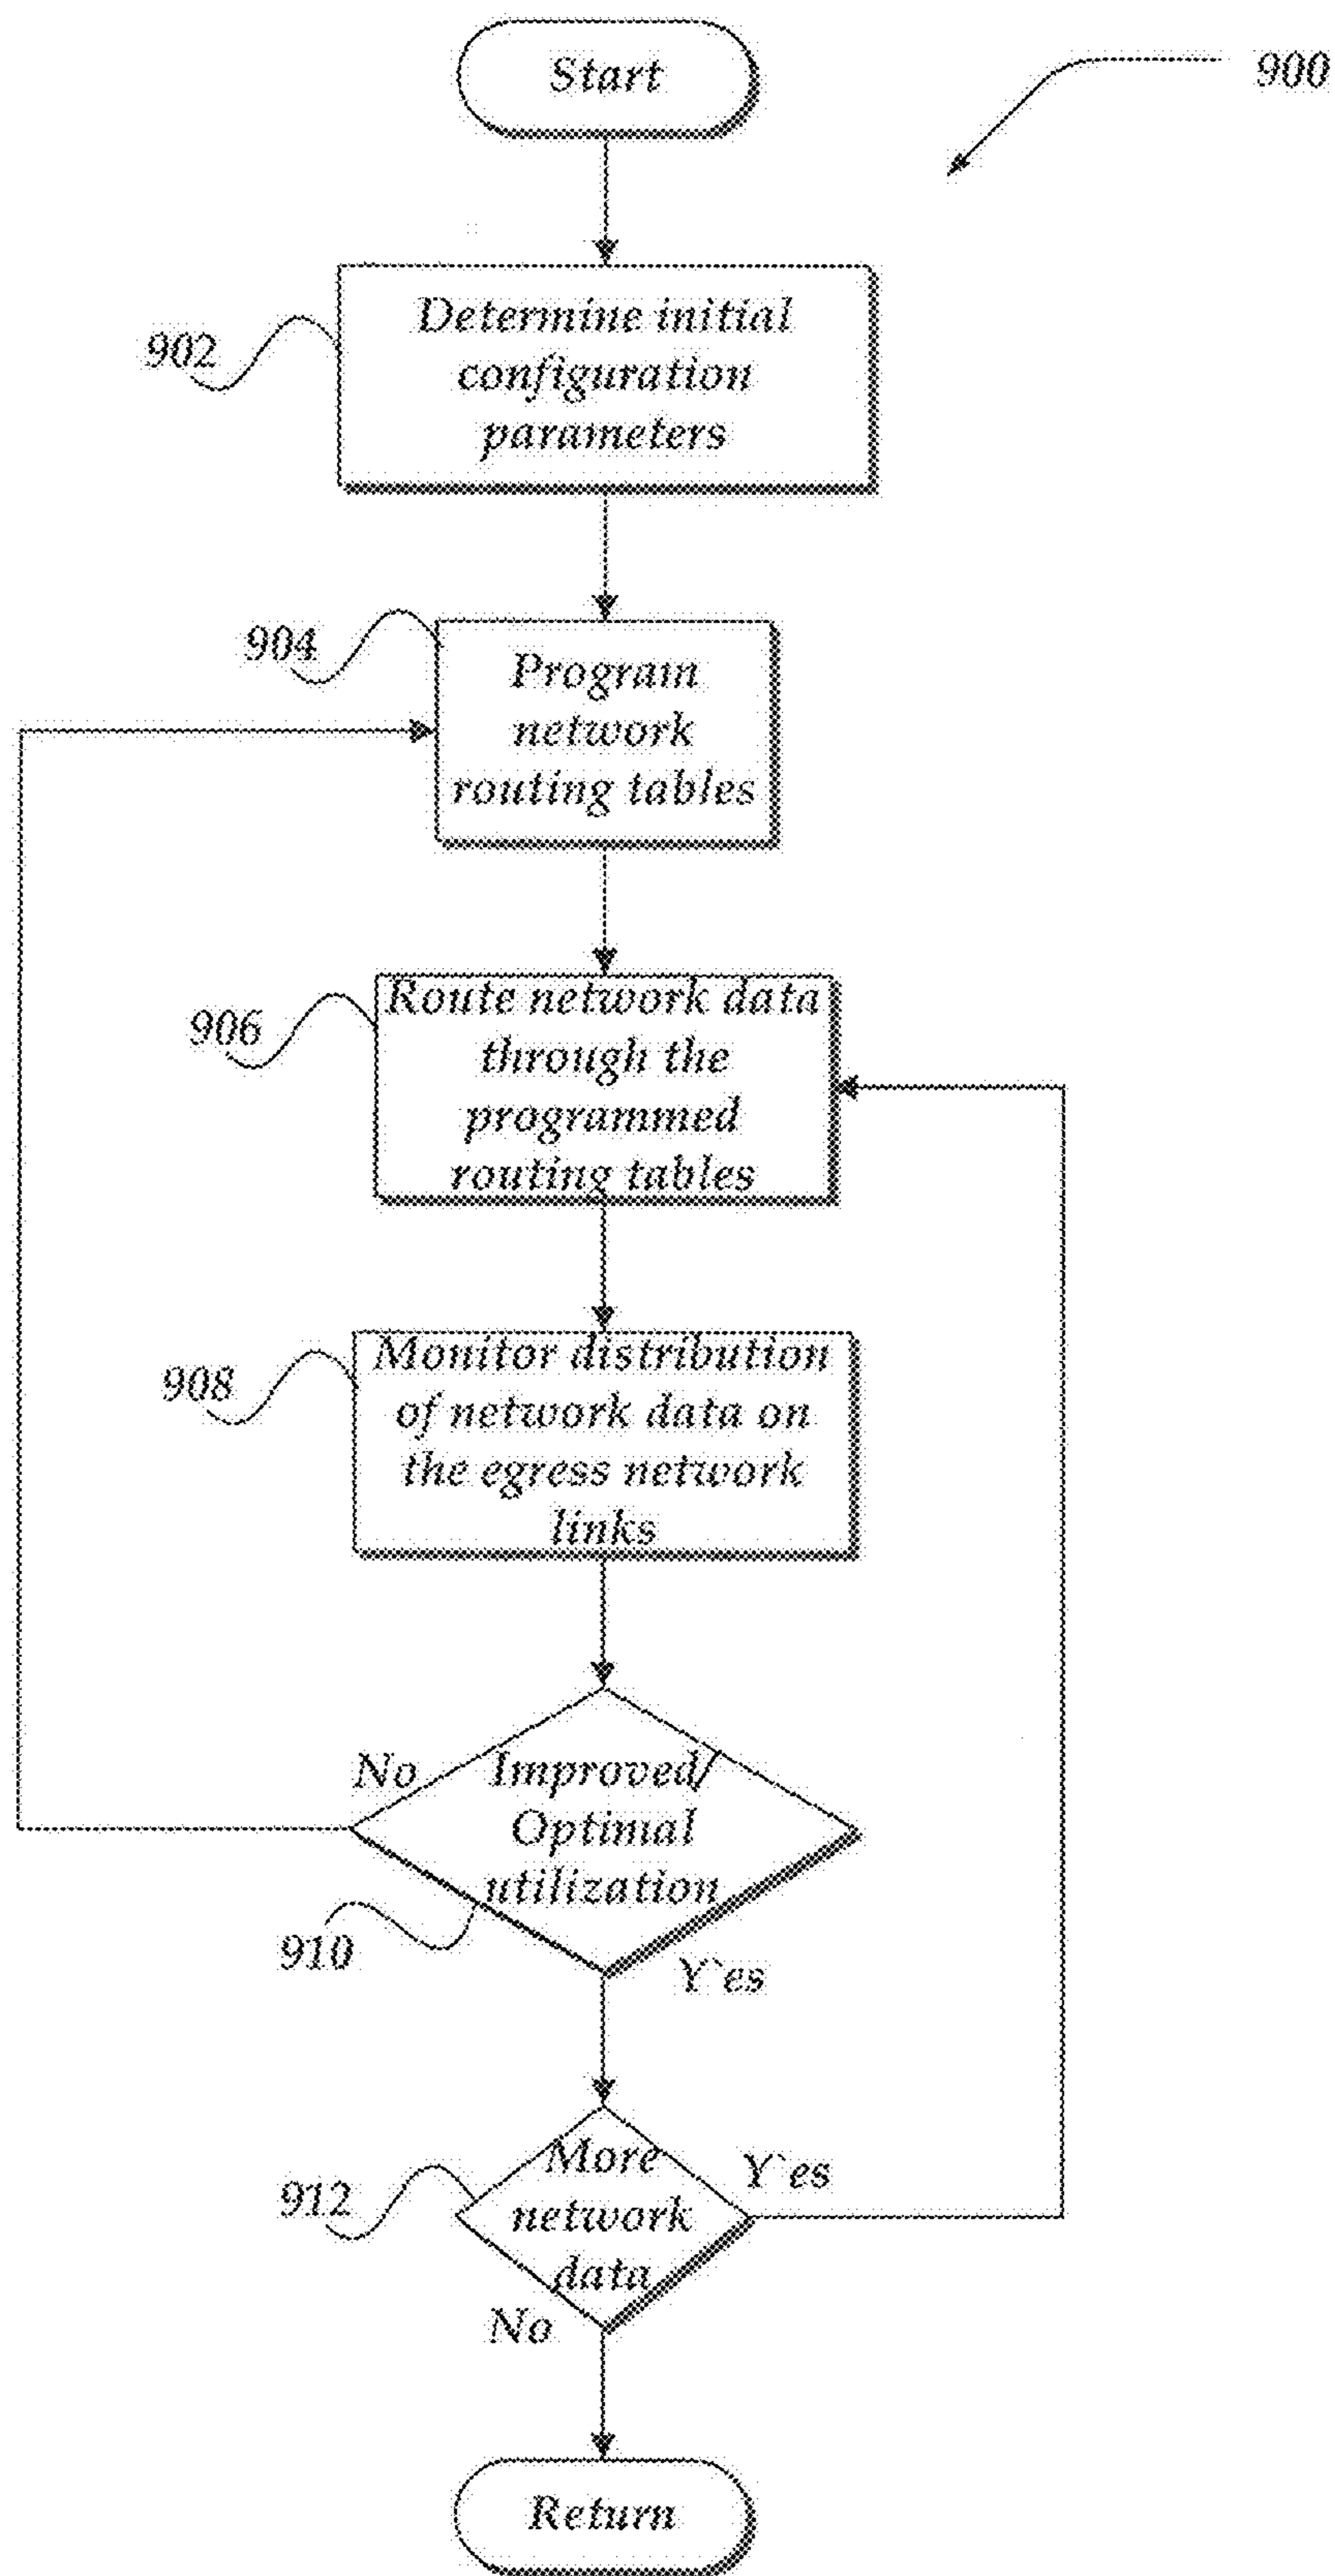 Start
900
902
Determine initial
configuration
parameters
904
Program
network
routing tables
906
Route network data
through the
programmed
routing tables
908
Monitor distribution
of network data on
the egress network
links
No
Improved/
Optimal
utilization
910
Y`es
912
More
network
data
Y`es
No
Return